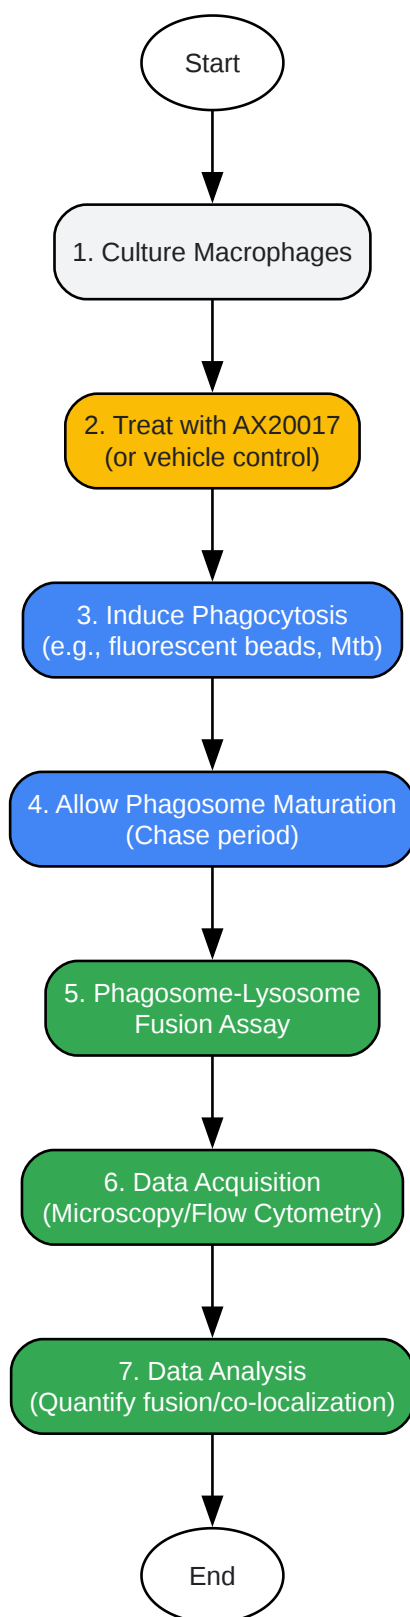 Start
1. Culture Macrophages
2. Treat with AX20017
(or vehicle control)
3. Induce Phagocytosis
(e.g., fluorescent beads, Mtb)
4. Allow Phagosome Maturation
(Chase period)
5. Phagosome-Lysosome
Fusion Assay
6. Data Acquisition
(Microscopy/Flow Cytometry)
7. Data Analysis
(Quantify fusion/co-localization)
End